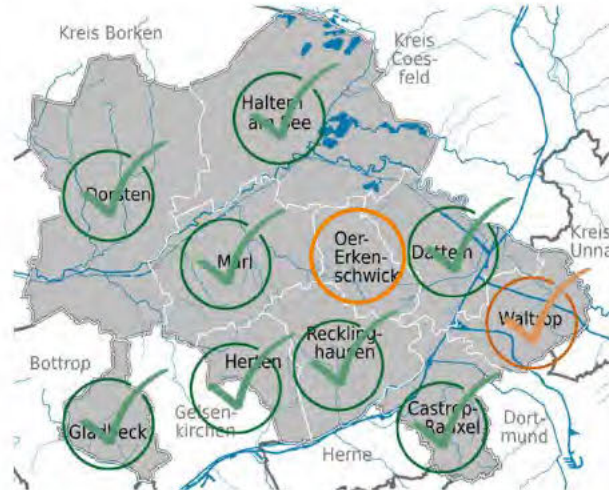 Kreis Borken
Kreis
Coes-
feld
Haltern
am See
Dorsten
Marl
Oer-
Erken-
schwick
Datteln
Kreis
Unna
Waltrop
Reckling-
hausen
Herten
Bottrop
Gladbeck
Gelsen-
kirchen
Castrop-
Rauxel
Dort-
mund
Herne